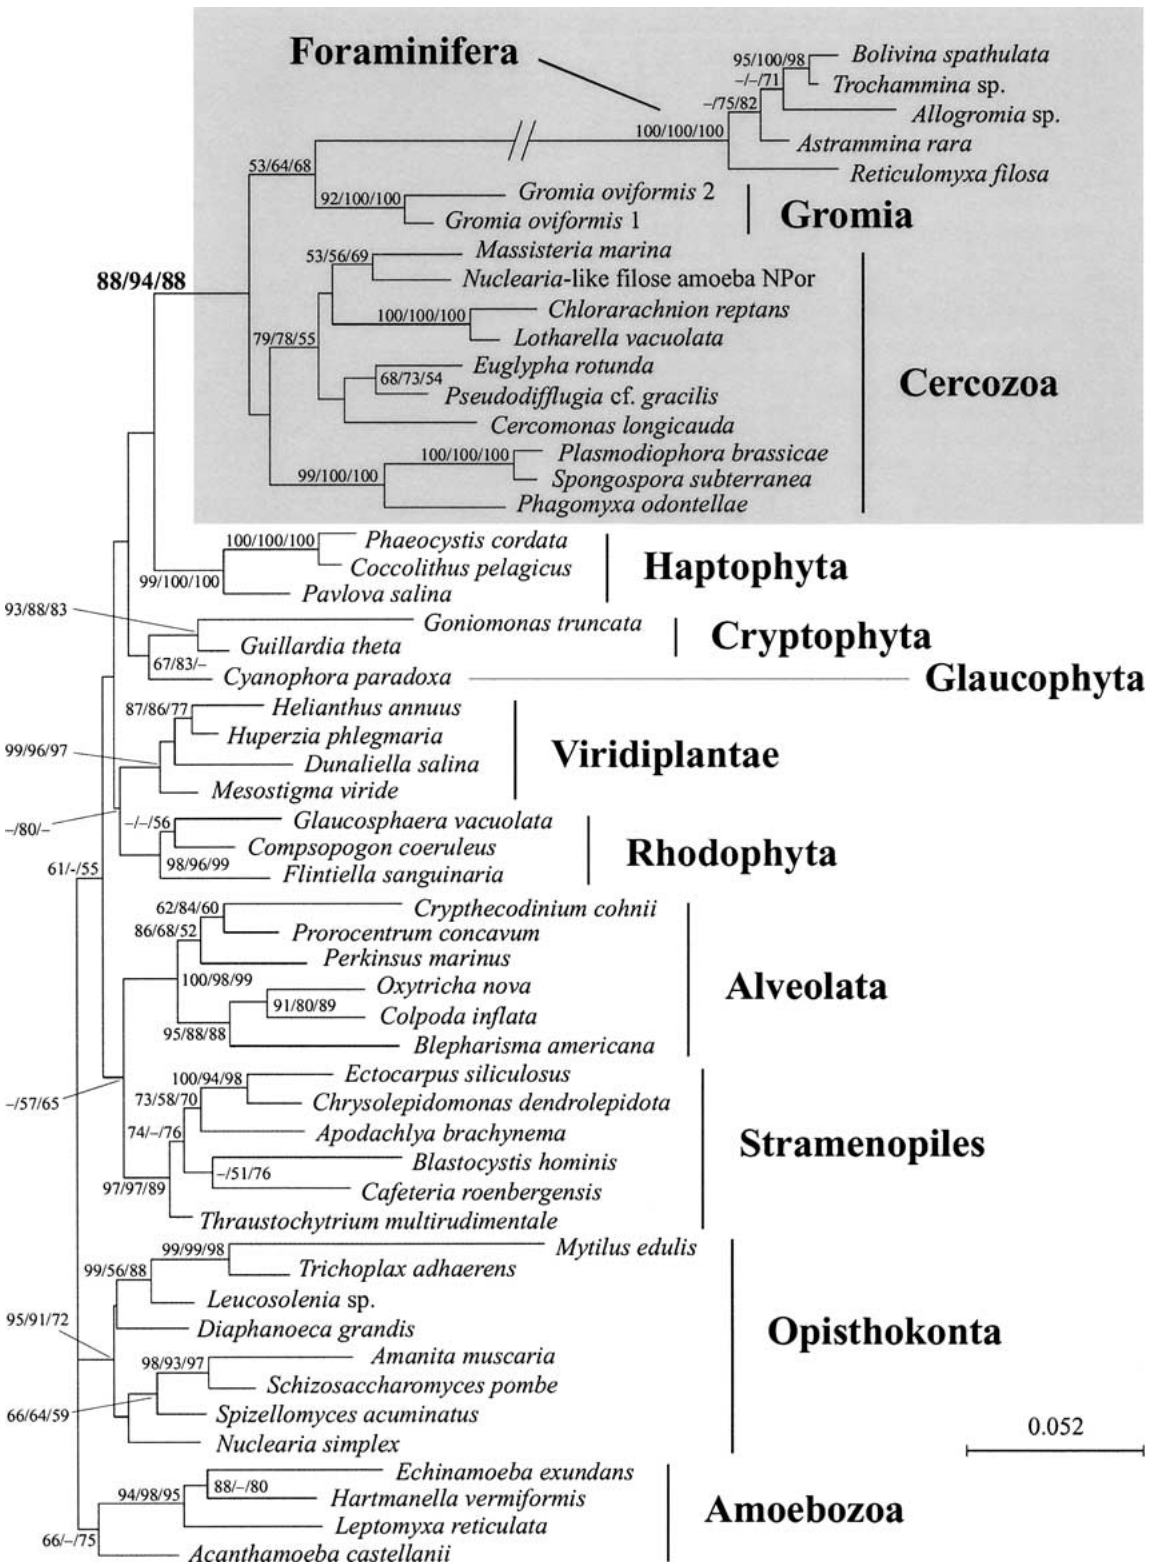 Foraminifera
95/100/98
Bolivina spathulata
–/–/71
Trochammina sp.
–/75/82
Allogromia sp.
100/100/100
Astrammina rara
Reticulomyxa filosa
53/64/68
92/100/100
Gromia oviformis 2
Gromia oviformis 1
Gromia
88/94/88
53/56/69
Massisteria marina
Nuclearia-like filose amoeba NPor
100/100/100
Chlorarachnion reptans
Lotharella vacuolata
79/78/55
Euglypha rotunda
68/73/54
Pseudodifflugia cf. gracilis
Cercomonas longicauda
Cercozoa
100/100/100
Plasmodiophora brassicae
99/100/100
Spongospora subterranea
Phagomyxa odontellae
100/100/100
Phaeocystis cordata
Coccolithus pelagicus
99/100/100
Pavlova salina
Haptophyta
93/88/83
Goniomonas truncata
Guillardia theta
Cryptophyta
67/83/–
Cyanophora paradoxa
Glaucophyta
87/86/77
Helianthus annuus
Huperzia phlegmaria
99/96/97
Dunaliella salina
Mesostigma viride
Viridiplantae
–/80/–
–/–/56
Glaucosphaera vacuolata
Compsopogon coeruleus
98/96/99
Flintiella sanguinaria
Rhodophyta
61/-/55
62/84/60
Crypthecodinium cohnii
86/68/52
Prorocentrum concavum
Perkinsus marinus
100/98/99
Oxytricha nova
91/80/89
Colpoda inflata
95/88/88
Blepharisma americana
Alveolata
–/57/65
100/94/98
Ectocarpus siliculosus
73/58/70
Chrysolepidomonas dendrolepidota
74/–/76
Apodachlya brachynema
Blastocystis hominis
–/51/76
97/97/89
Cafeteria roenbergensis
Thraustochytrium multirudimentale
Stramenopiles
99/99/98
Mytilus edulis
99/56/88
Trichoplax adhaerens
Leucosolenia sp.
95/91/72
Diaphanoeca grandis
98/93/97
Amanita muscaria
Schizosaccharomyces pombe
66/64/59
Spizellomyces acuminatus
Nuclearia simplex
Opisthokonta
0.052
Echinamoeba exundans
88/–/80
94/98/95
Hartmanella vermiformis
Leptomyxa reticulata
66/–/75
Acanthamoeba castellanii
Amoebozoa